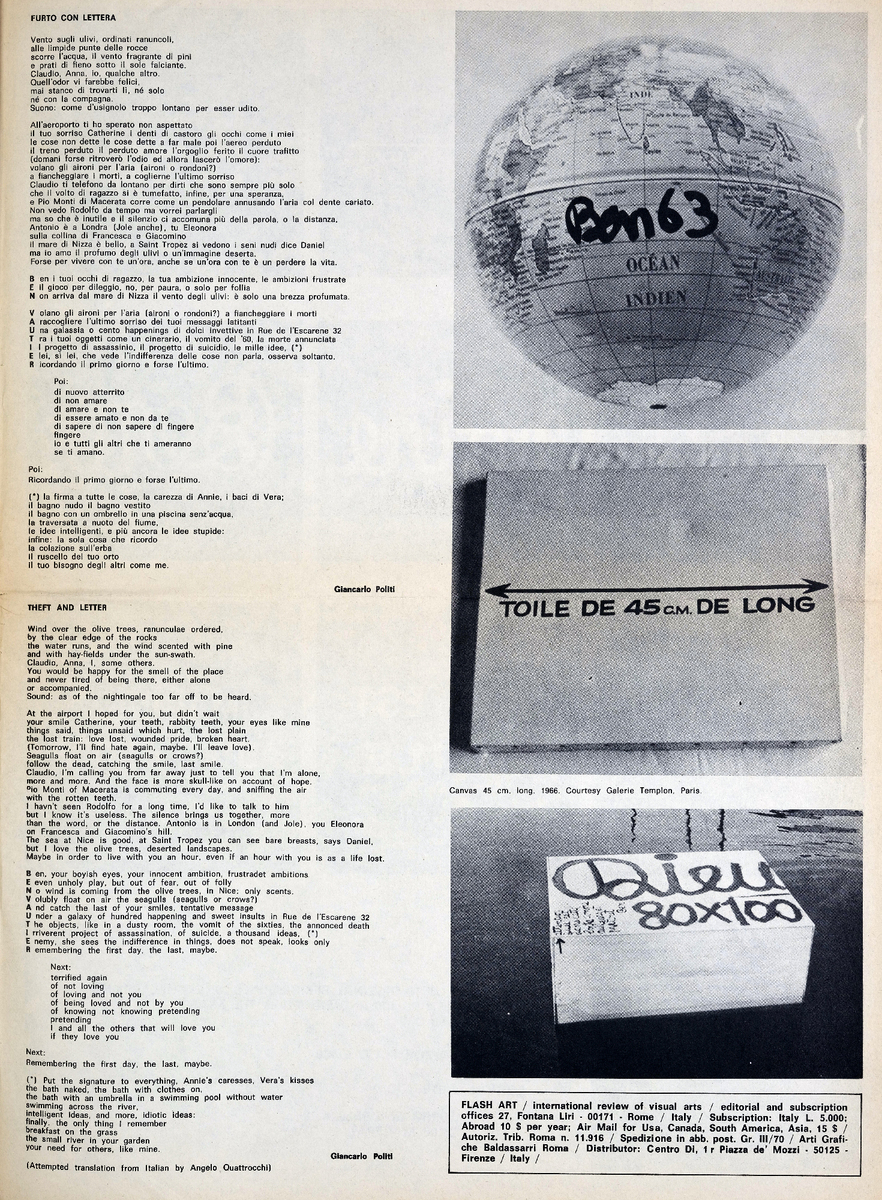 FURTO CON LETTERA
Vento sugli ulivi, ordinati ranuncoli,
alle limpide punte delle rocce
scorre l'acqua, il vento fragrante di pini
e prati di fieno sotto il sole falciante.
Claudio, Anna, io, qualche altro.
Quell'odor vi farebbe felici,
mai stanco di trovarti lì, né solo
né con la compagna.
Suono: come d'usignolo troppo lontano per esser udito.
All'aeroporto ti ho sperato non aspettato
il tuo sorriso Catherine i denti di castoro gli occhi come i miei
le cose non dette le cose dette a far male poi l'aereo perduto
il treno perduto il perduto amore l'orgoglio ferito il cuore trafitto
(domani forse ritroverò l'odio ed allora lascerò l'omore):
volano gli aironi per l'aria (aironi o rondoni?)
a fiancheggiare i morti, a coglierne l'ultimo sorriso
Claudio ti telefono da lontano per dirti che sono sempre più solo
che il volto di ragazzo si è tumefatto, infine, per una speranza,
e Pio Monti di Macerata corre come un pendolare annusando l'aria col dente cariato.
Non vedo Rodolfo da tempo ma vorrei parlargli
ma so che è inutile e il silenzio ci accomuna più della parola, o la distanza,
Antonio è a Londra (Jole anche), tu Eleonora
sulla collina di Francesca e Giacomino
il mare di Nizza è bello, a Saint Tropez si vedono i seni nudi dice Daniel
ma io amo il profumo degli ulivi o un'immagine deserta.
Forse per vivere con te un'ora, anche se un'ora con te è un perdere la vita.
B en i tuoi occhi di ragazzo, la tua ambizione innocente, le ambizioni frustrate
E il gioco per dileggio, no, per paura, o solo per follia
N on arriva dal mare di Nizza il vento degli ulivi: è solo una brezza profumata.
V olano gli aironi per l'aria (aironi o rondoni?) a fiancheggiare i morti
A raccogliere l'ultimo sorriso dei tuoi messaggi latitanti
U na galassia o cento happenings di dolci invettive in Rue de l'Escarene 32
T ra i tuoi oggetti come un cinerario, il vomito del '60, la morte annunciata
I l progetto di assassinio, il progetto di suicidio, le mille idee, (*)
E lei, sì lei, che vede l'indifferenza delle cose non parla, osserva soltanto.
R icordando il primo giorno e forse l'ultimo.
Poi:
di nuovo atterrito
di non amare
di amare e non te
di essere amato e non da te
di sapere di non sapere di fingere
fingere
io e tutti gli altri che ti ameranno
se ti amano.
Poi:
Ricordando il primo giorno e forse l'ultimo.
(*) la firma a tutte le cose, la carezza di Annie, i baci di Vera;
il bagno nudo il bagno vestito
il bagno con un ombrello in una piscina senz'acqua,
la traversata a nuoto del fiume,
le idee intelligenti, e più ancora le idee stupide:
infine: la sola cosa che ricordo
la colazione sull'erba
il ruscello del tuo orto
il tuo bisogno degli altri come me.
Giancarlo Politi
THEFT AND LETTER
Wind over the olive trees, ranunculae ordered,
by the clear edge of the rocks
the water runs, and the wind scented with pine
and with hay-fields under the sun-swath.
Claudio, Anna, I, some others.
You would be happy for the smell of the place
and never tired of being there, either alone
or accompanied.
Sound: as of the nightingale too far off to be heard.
At the airport I hoped for you, but didn't wait
your smile Catherine, your teeth, rabbity teeth, your eyes like mine
things said, things unsaid which hurt, the lost plain
the lost train: love lost, wounded pride, broken heart.
(Tomorrow, I'll find hate again, maybe. I'll leave love).
Seagulls float on air (seagulls or crows?)
follow the dead, catching the smile, last smile.
Claudio, I'm calling you from far away just to tell you that I'm alone,
more and more. And the face is more skull-like on account of hope.
Pio Monti of Macerata is commuting every day, and sniffing the air
with the rotten teeth.
I havn't seen Rodolfo for a long time, I'd like to talk to him
but I know it's useless. The silence brings us together, more
than the word, or the distance. Antonio is in London (and Jole), you Eleonora
on Francesca and Giacomino's hill.
The sea at Nice is good, at Saint Tropez you can see bare breasts, says Daniel,
but I love the olive trees, deserted landscapes.
Maybe in order to live with you an hour, even if an hour with you is as a life lost.
B en, your boyish eyes, your innocent ambition, frustradet ambitions
E even unholy play, but out of fear, out of folly
N o wind is coming from the olive trees, in Nice: only scents.
V olubly float on air the seagulls (seagulls or crows?)
A nd catch the last of your smiles, tentative message
U nder a galaxy of hundred happening and sweet insults in Rue de l'Escarene 32
T he objects, like in a dusty room, the vomit of the sixties, the annonced death
I rriverent project of assassination, of suicide, a thousand ideas, (*)
E nemy, she sees the indifference in things, does not speak, looks only
R emembering the first day, the last, maybe.
Next:
terrified again
of not loving
of loving and not you
of being loved and not by you
of knowing not knowing pretending
pretending
I and all the others that will love you
if they love you
Next:
Remembering the first day, the last, maybe.
(*) Put the signature to everything, Annie's caresses, Vera's kisses
the bath naked, the bath with clothes on,
the bath with an umbrella in a swimming pool without water
swimming across the river,
intelligent ideas, and more, idiotic ideas:
finally, the only thing I remember
breakfast on the grass
the small river in your garden
your need for others, like mine.
Giancarlo Politi
(Attempted translation from Italian by Angelo Quattrocchi)
INDE
Ben 63
OCÉAN
INDIEN
AUSTRALIE
TOILE DE 45 C.M. DE LONG
Canvas 45 cm. long. 1966. Courtesy Galerie Templon, Paris.
Dieu
80X100
FLASH ART / international review of visual arts / editorial and subscription
offices 27, Fontana Liri - 00171 - Rome / Italy / Subscription: Italy L. 5.000;
Abroad 10 $ per year; Air Mail for Usa, Canada, South America, Asia, 15 $ /
Autoriz. Trib. Roma n. 11.916 / Spedizione in abb. post. Gr. III/70 / Arti Grafi-
che Baldassarri Roma / Distributor: Centro Di, 1 r Piazza de' Mozzi - 50125 -
Firenze / Italy /